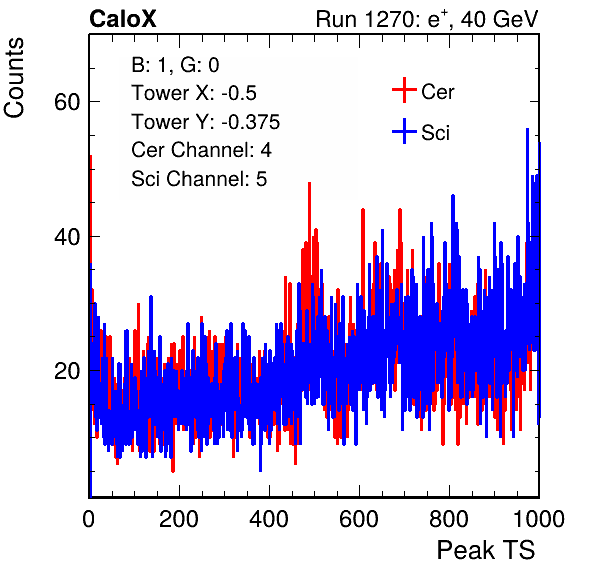 CaloX Run 1270: e⁺, 40 GeV
Counts
B: 1, G: 0
Tower X: -0.5
Tower Y: -0.375
Cer Channel: 4
Sci Channel: 5
Cer
Sci
60
40
20
0 200 400 600 800 1000
Peak TS